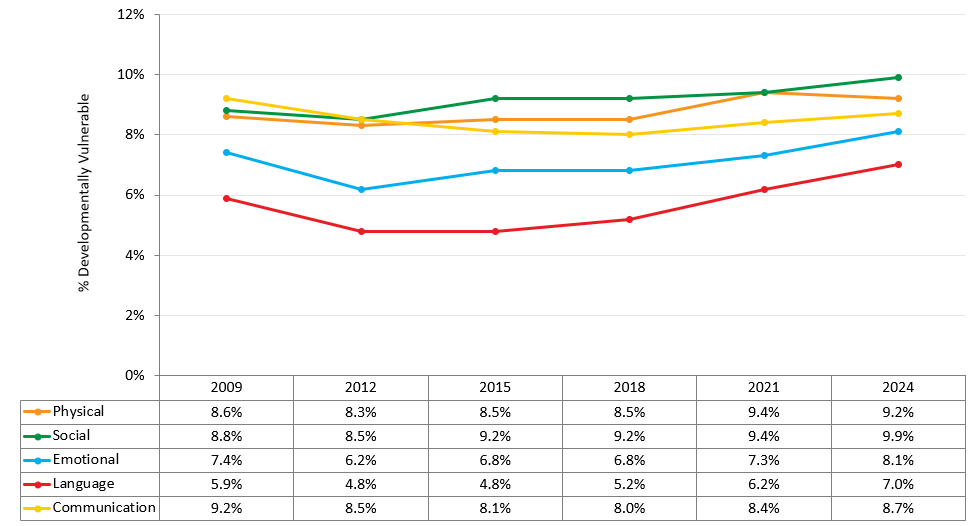 12%
10%
8%
6%
4%
2%
0%
% Developmentally Vulnerable
2009 2012 2015 2018 2021 2024
Physical 8.6% 8.3% 8.5% 8.5% 9.4% 9.2%
Social 8.8% 8.5% 9.2% 9.2% 9.4% 9.9%
Emotional 7.4% 6.2% 6.8% 6.8% 7.3% 8.1%
Language 5.9% 4.8% 4.8% 5.2% 6.2% 7.0%
Communication 9.2% 8.5% 8.1% 8.0% 8.4% 8.7%